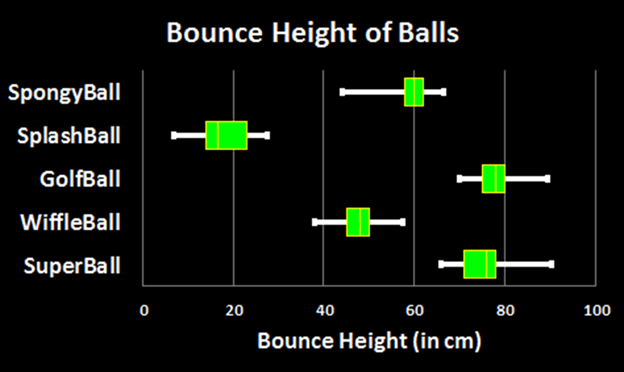 Bounce Height of Balls
SpongyBall
SplashBall
GolfBall
WiffleBall
SuperBall
0 20 40 60 80 100
Bounce Height (in cm)